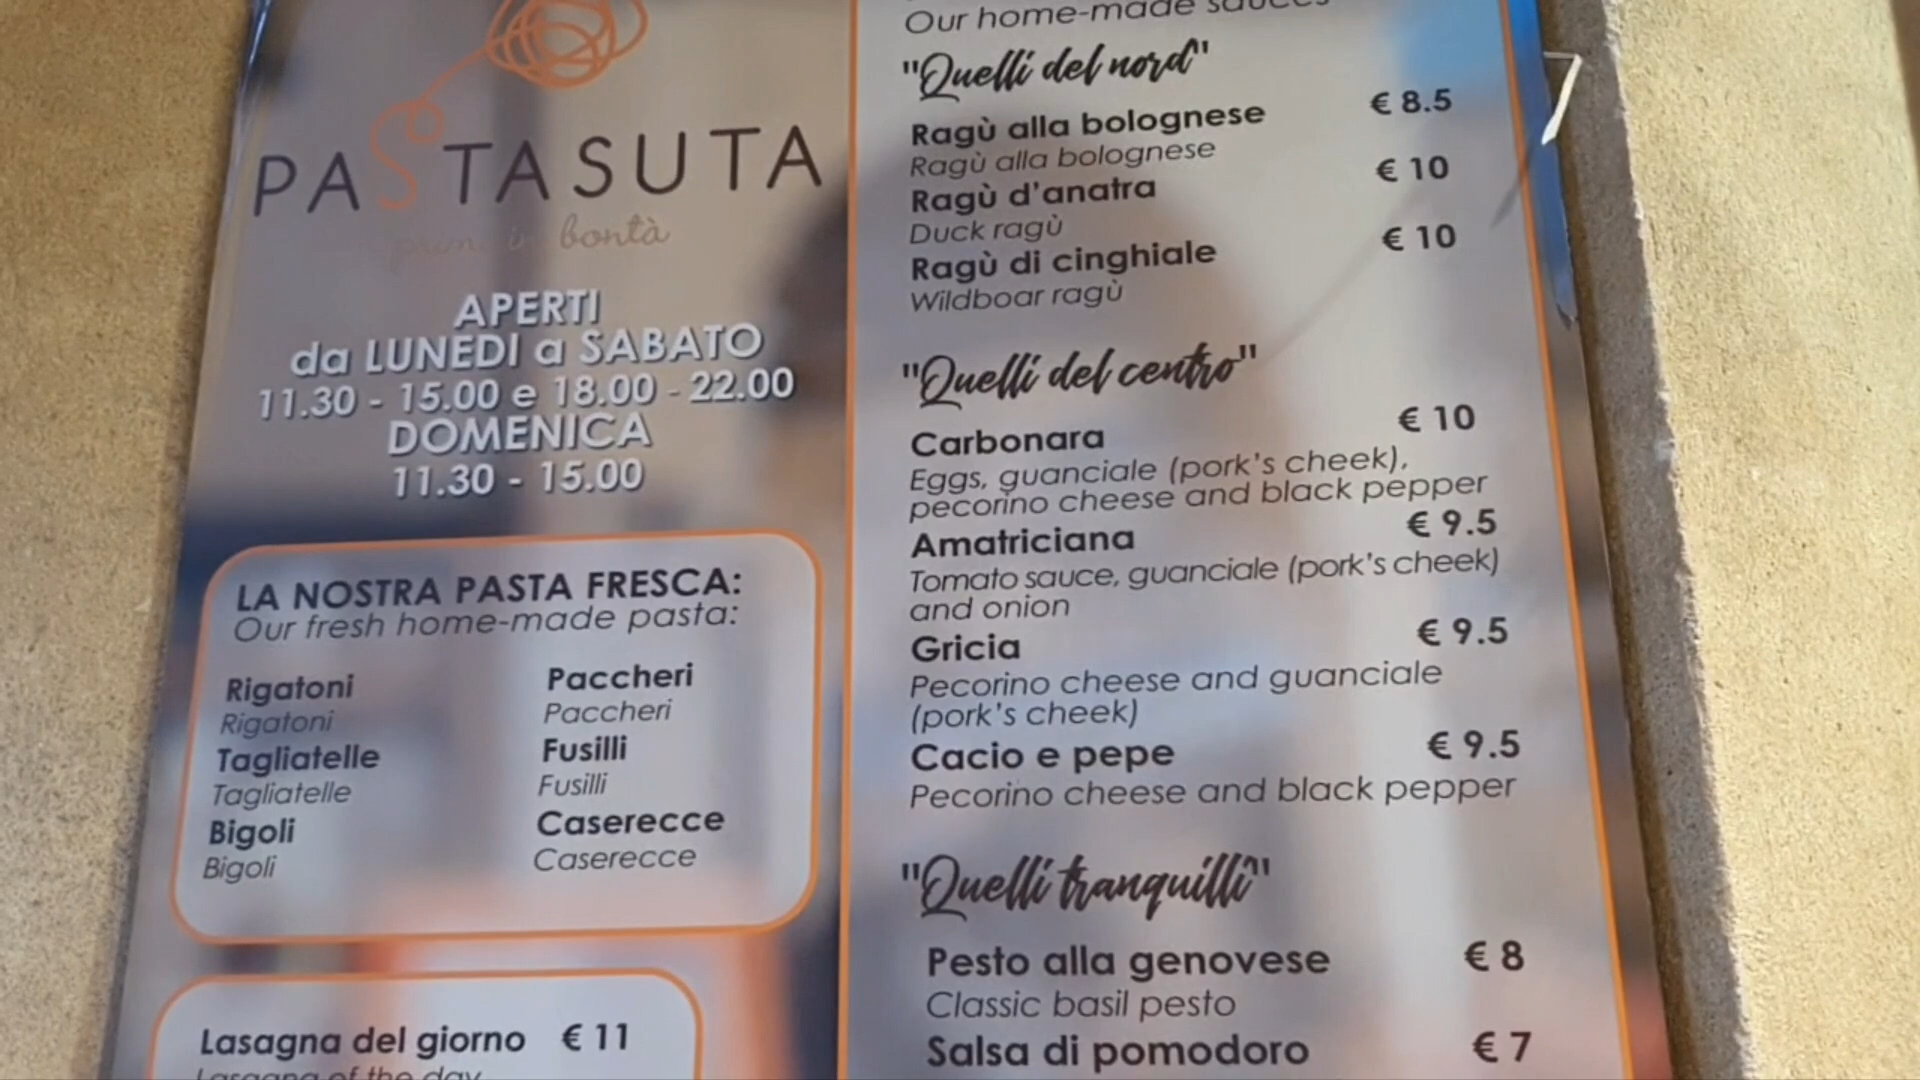 PASTASUTA
bontà
APERTI
da LUNEDI a SABATO
11.30 - 15.00 e 18.00 - 22.00
DOMENICA
11.30 - 15.00
LA NOSTRA PASTA FRESCA:
Our fresh home-made pasta:
Rigatoni
Rigatoni
Tagliatelle
Tagliatelle
Bigoli
Bigoli
Paccheri
Paccheri
Fusilli
Fusilli
Caserecce
Caserecce
Lasagna del giorno € 11
Lasagna of the day
Our home-made sauces
"Quelli del nord"
Ragù alla bolognese € 8.5
Ragù alla bolognese
Ragù d'anatra € 10
Duck ragù
Ragù di cinghiale € 10
Wildboar ragù
"Quelli del centro"
Carbonara € 10
Eggs, guanciale (pork's cheek),
pecorino cheese and black pepper
Amatriciana € 9.5
Tomato sauce, guanciale (pork's cheek)
and onion
Gricia € 9.5
Pecorino cheese and guanciale
(pork's cheek)
Cacio e pepe € 9.5
Pecorino cheese and black pepper
"Quelli tranquilli"
Pesto alla genovese € 8
Classic basil pesto
Salsa di pomodoro € 7